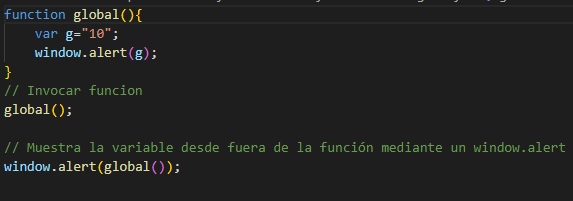 function global(){
    var g="10";
    window.alert(g);
}
// Invocar funcion
global();

// Muestra la variable desde fuera de la función mediante un window.alert
window.alert(global());